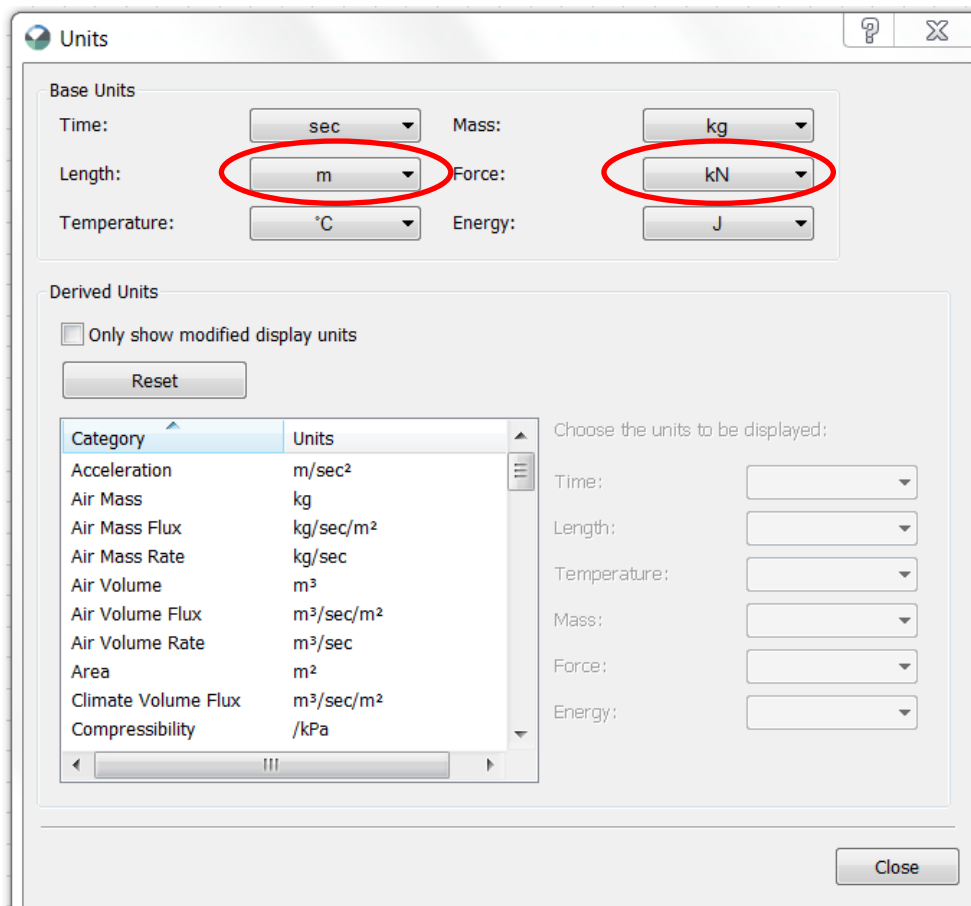 Units
Base Units
Time: sec Mass: kg
Length: m Force: kN
Temperature: °C Energy: J
Derived Units
Only show modified display units
Reset
Category Units
Acceleration m/sec²
Air Mass kg
Air Mass Flux kg/sec/m²
Air Mass Rate kg/sec
Air Volume m³
Air Volume Flux m³/sec/m²
Air Volume Rate m³/sec
Area m²
Climate Volume Flux m³/sec/m²
Compressibility /kPa
Choose the units to be displayed:
Time:
Length:
Temperature:
Mass:
Force:
Energy:
Close